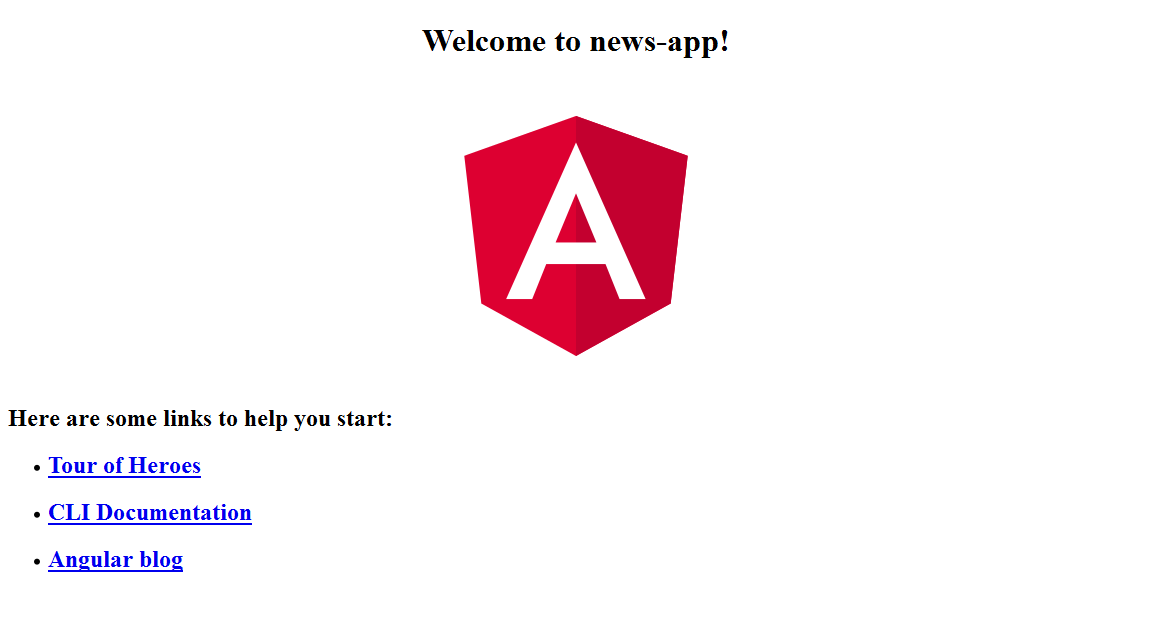 Welcome to news-app!
A
Here are some links to help you start:
Tour of Heroes
CLI Documentation
Angular blog